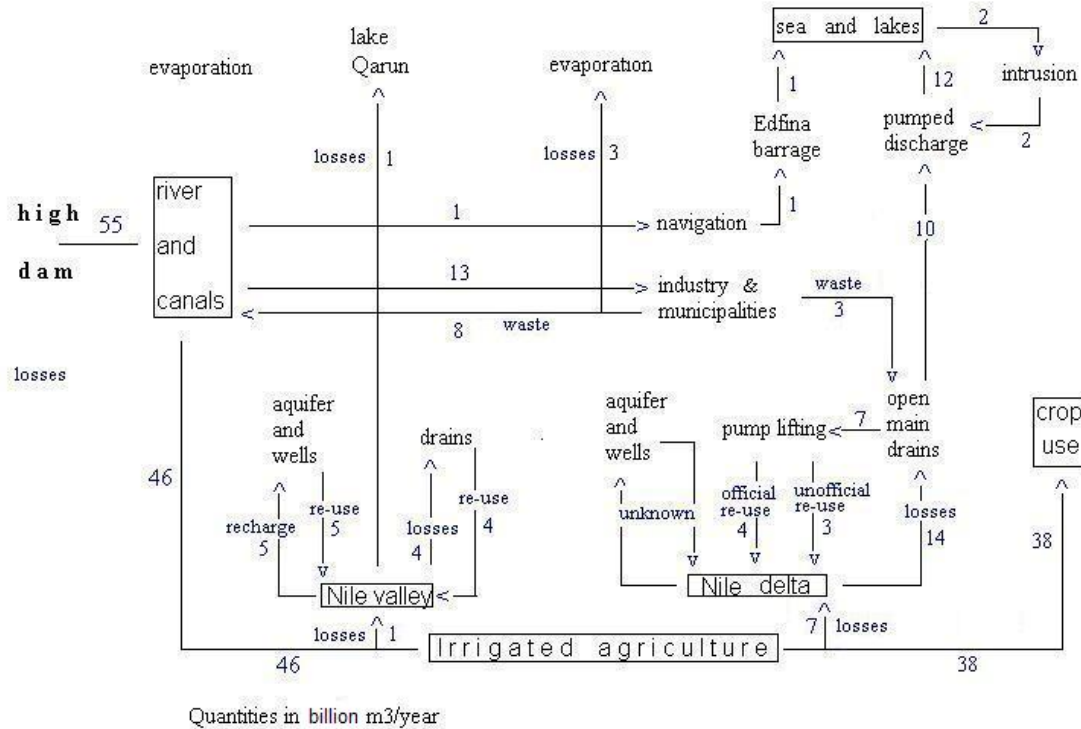 sea and lakes
2
lake
Qarun
evaporation
evaporation
intrusion
1
12
Edfina
barrage
pumped
discharge
2
losses
1
losses
3
river
and
canals
high
dam
55
1
navigation
1
10
13
industry &
municipalities
waste
3
8
waste
losses
aquifer
and
wells
drains
aquifer
and
wells
pump lifting
7
open
main
drains
crop
use
46
recharge
5
re-use
5
losses
4
re-use
4
unknown
official
re-use
4
unofficial
re-use
3
losses
14
38
Nile valley
Nile delta
losses
1
7
losses
46
Irrigated agriculture
38
Quantities in billion m3/year